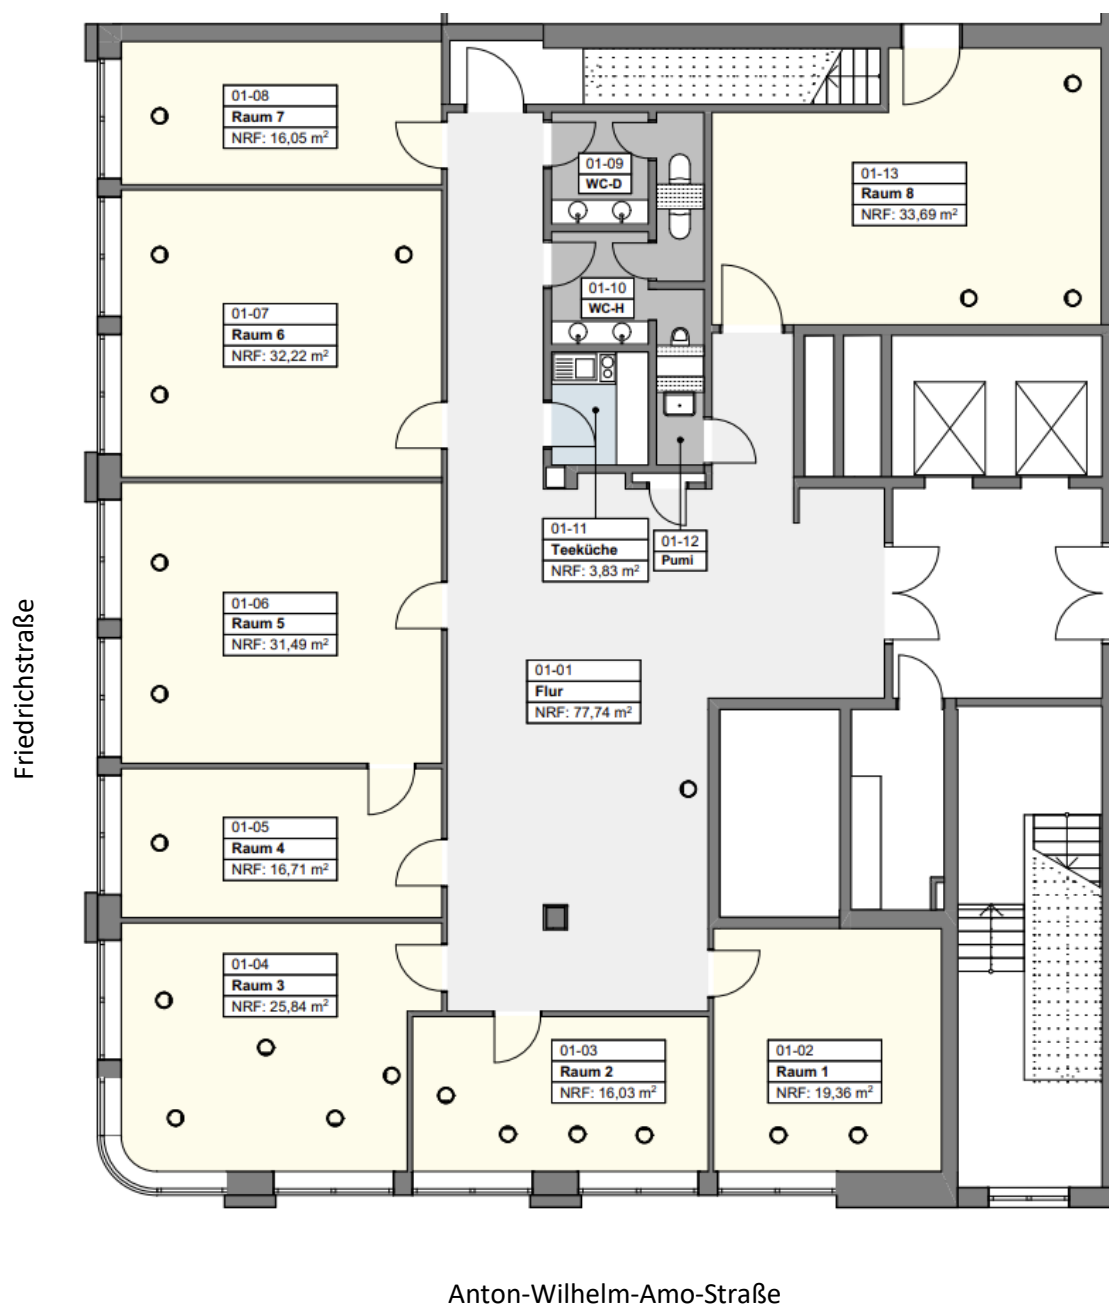 01-08
Raum 7
NRF: 16,05 m²
01-09
WC-D
01-13
Raum 8
NRF: 33,69 m²
01-10
WC-H
01-07
Raum 6
NRF: 32,22 m²
01-11
Teeküche
NRF: 3,83 m²
01-12
Pumi
01-06
Raum 5
NRF: 31,49 m²
01-01
Flur
NRF: 77,74 m²
Friedrichstraße
01-05
Raum 4
NRF: 16,71 m²
01-04
Raum 3
NRF: 25,84 m²
01-03
Raum 2
NRF: 16,03 m²
01-02
Raum 1
NRF: 19,36 m²
Anton-Wilhelm-Amo-Straße